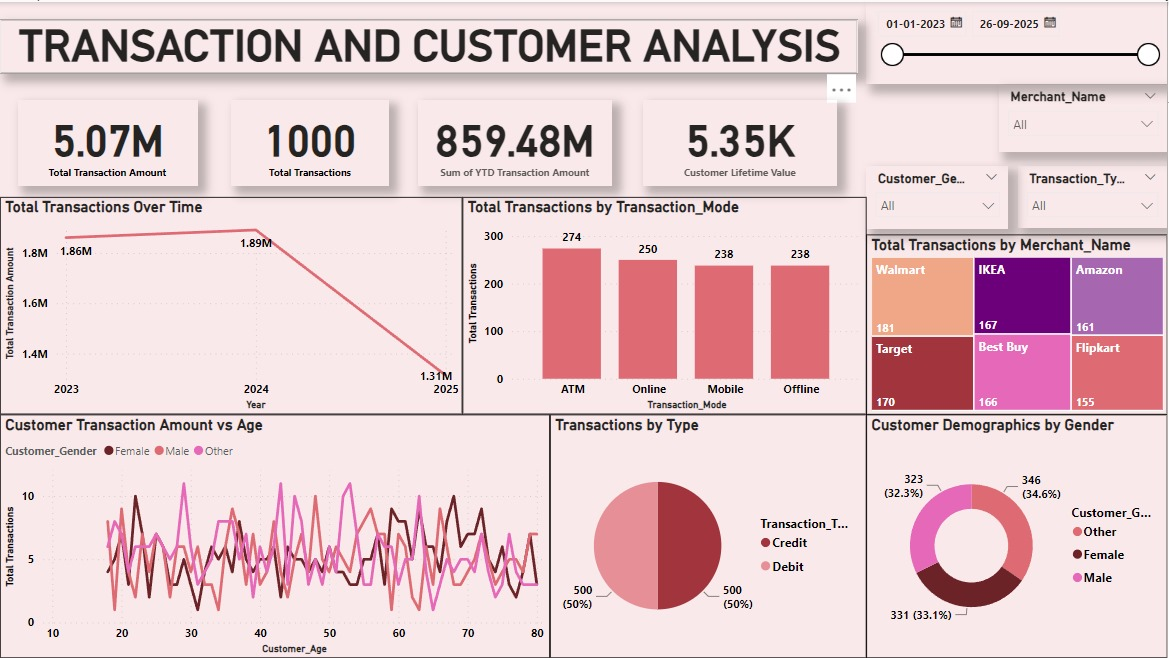 TRANSACTION AND CUSTOMER ANALYSIS
01-01-2023
26-09-2025
Merchant_Name
All
5.07M
Total Transaction Amount
1000
Total Transactions
859.48M
Sum of YTD Transaction Amount
5.35K
Customer Lifetime Value
Customer_Ge...
All
Transaction_Ty...
All
Total Transactions Over Time
Total Transaction Amount
1.8M
1.6M
1.4M
1.86M
1.89M
1.31M
2023
2024
2025
Year
Total Transactions by Transaction_Mode
Total Transactions
300
200
100
0
274
250
238
238
ATM
Online
Mobile
Offline
Transaction_Mode
Total Transactions by Merchant_Name
Walmart
181
IKEA
167
Amazon
161
Target
170
Best Buy
166
Flipkart
155
Customer Transaction Amount vs Age
Customer_Gender
Female
Male
Other
Total Transactions
10
5
0
10
20
30
40
50
60
70
80
Customer_Age
Transactions by Type
500
(50%)
500
(50%)
Transaction_T...
Credit
Debit
Customer Demographics by Gender
323
(32.3%)
346
(34.6%)
331 (33.1%)
Customer_G...
Other
Female
Male